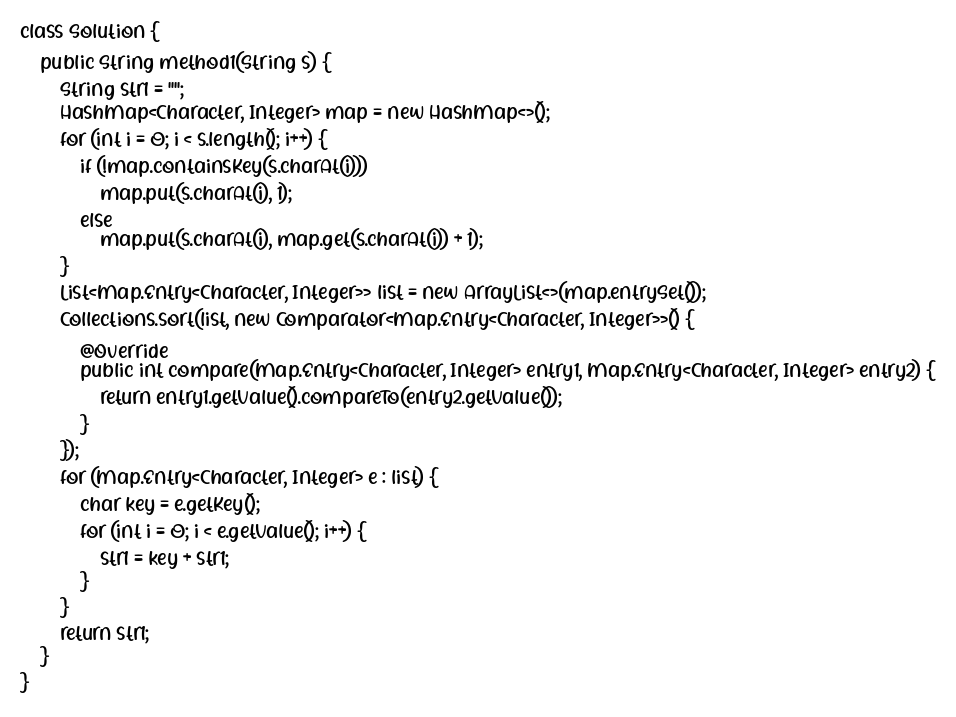 class Solution {
    public String method1(String s) {
        String str1 = "";
        HashMap<Character, Integer> map = new HashMap<>();
        for (int i = 0; i < s.length(); i++) {
            if (!map.containsKey(s.charAt(i)))
                map.put(s.charAt(i), 1);
            else
                map.put(s.charAt(i), map.get(s.charAt(i)) + 1);
        }
        List<Map.Entry<Character, Integer>> list = new ArrayList<>(map.entrySet());
        Collections.sort(list, new Comparator<Map.Entry<Character, Integer>>() {
            @Override
            public int compare(Map.Entry<Character, Integer> entry1, Map.Entry<Character, Integer> entry2) {
                return entry1.getValue().compareTo(entry2.getValue());
            }
        });
        for (Map.Entry<Character, Integer> e : list) {
            char key = e.getKey();
            for (int i = 0; i < e.getValue(); i++) {
                str1 = key + str1;
            }
        }
        return str1;
    }
}